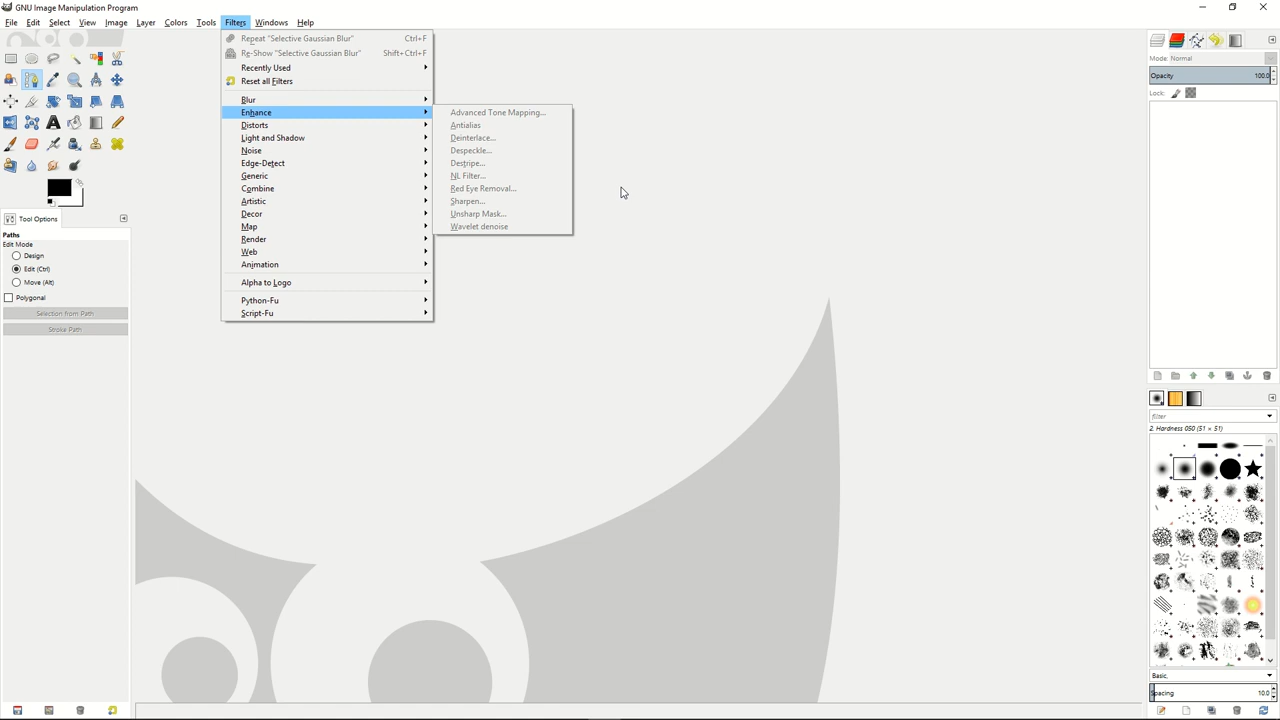 GNU Image Manipulation Program
File Edit Select View Image Layer Colors Tools Filters Windows Help
Repeat "Selective Gaussian Blur" Ctrl+F
Re-Show "Selective Gaussian Blur" Shift+Ctrl+F
Recently Used
Reset all Filters
Blur
Enhance
Distorts
Light and Shadow
Noise
Edge-Detect
Generic
Combine
Artistic
Decor
Map
Render
Web
Animation
Alpha to Logo
Python-Fu
Script-Fu
Advanced Tone Mapping...
Antialias
Deinterlace...
Despeckle...
Destripe...
NL Filter...
Red Eye Removal...
Sharpen...
Unsharp Mask...
Wavelet denoise
Tool Options
Paths
Edit Mode
Design
Edit (Ctrl)
Move (Alt)
Polygonal
Selection from Path
Stroke Path
Mode: Normal
Opacity 100.0
Lock:
filter
2. Hardness 050 (51 × 51)
Basic,
Spacing 10.0